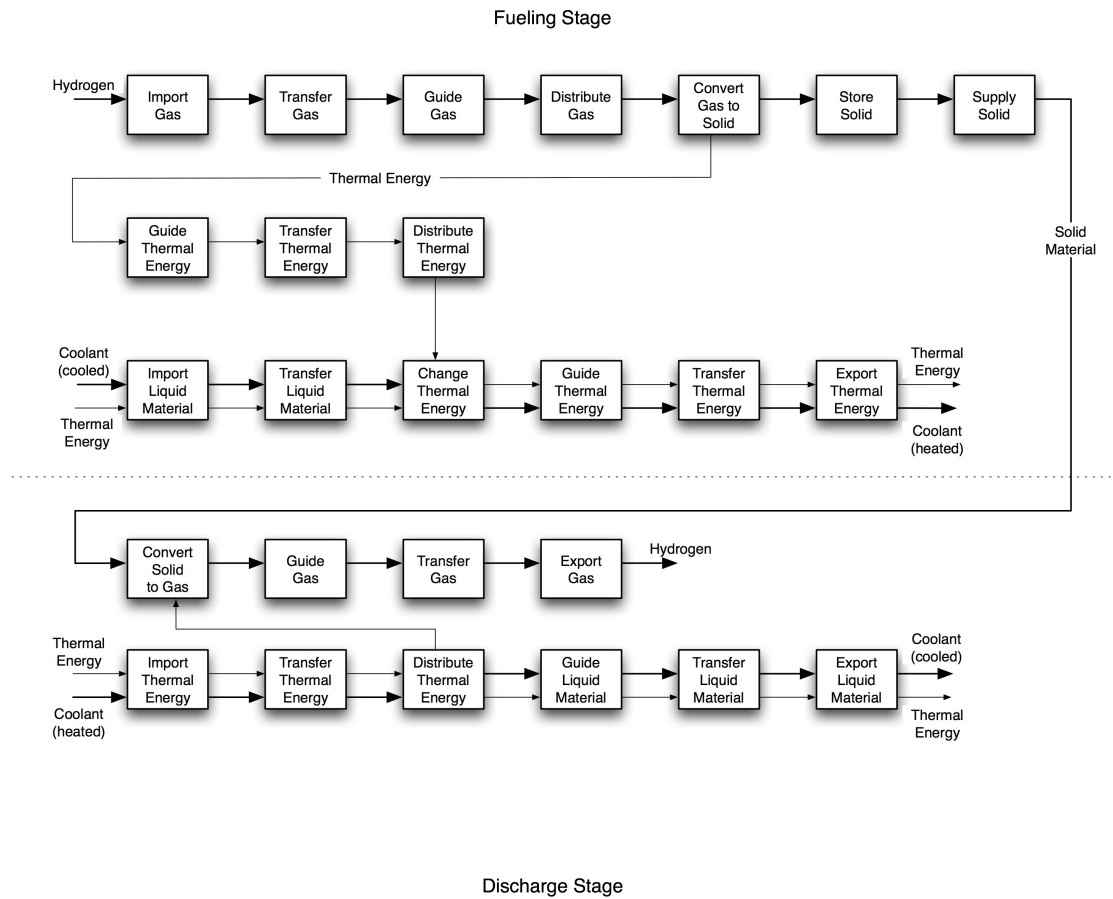 Fueling Stage
Hydrogen
Import
Gas
Transfer
Gas
Guide
Gas
Distribute
Gas
Convert
Gas to
Solid
Store
Solid
Supply
Solid
Thermal Energy
Solid
Material
Guide
Thermal
Energy
Transfer
Thermal
Energy
Distribute
Thermal
Energy
Coolant
(cooled)
Thermal
Energy
Import
Liquid
Material
Transfer
Liquid
Material
Change
Thermal
Energy
Guide
Thermal
Energy
Transfer
Thermal
Energy
Export
Thermal
Energy
Thermal
Energy
Coolant
(heated)
Convert
Solid
to Gas
Guide
Gas
Transfer
Gas
Export
Gas
Hydrogen
Thermal
Energy
Coolant
(heated)
Import
Thermal
Energy
Transfer
Thermal
Energy
Distribute
Thermal
Energy
Guide
Liquid
Material
Transfer
Liquid
Material
Export
Liquid
Material
Coolant
(cooled)
Thermal
Energy
Discharge Stage